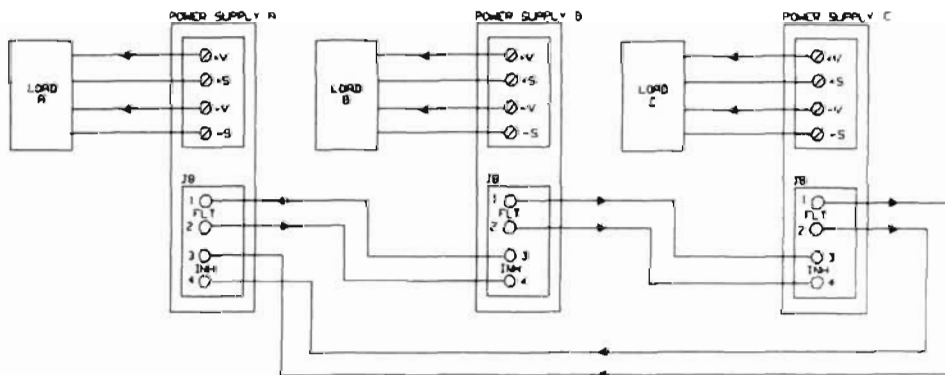 POWER SUPPLY A
LOAD A
+V
+S
-V
-S
J8
1
FLT
2
3
INH
4
POWER SUPPLY B
LOAD B
+V
+S
-V
-S
J8
1
FLT
2
3
INH
4
POWER SUPPLY C
LOAD C
+V
+S
-V
-S
J8
1
FLT
2
3
INH
4